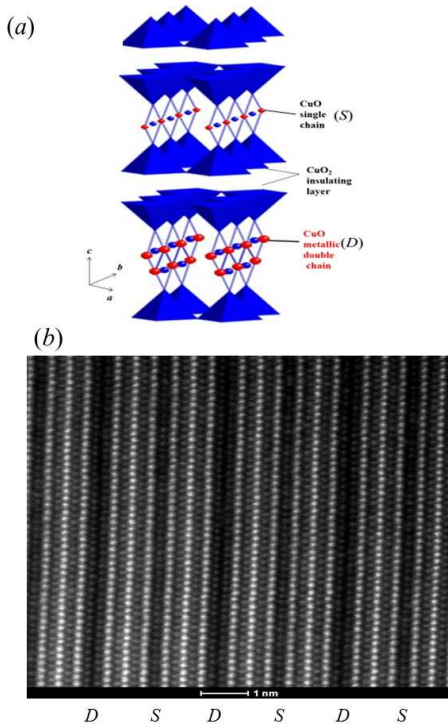 (a)
CuO
single (S)
chain
CuO2
insulating
layer
CuO
metallic(D)
double
chain
c
b
a
(b)
1 nm
D S D S D S